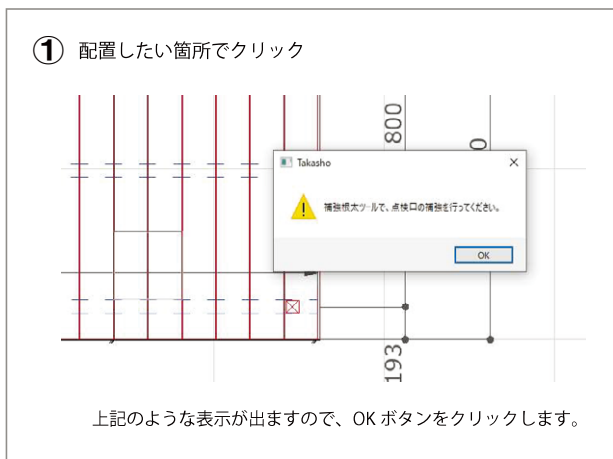 ① 配置したい箇所でクリック
800
0
Takasho
補強根太ツールで、点検口の補強を行ってください。
OK
193
上記のような表示が出ますので、OK ボタンをクリックします。